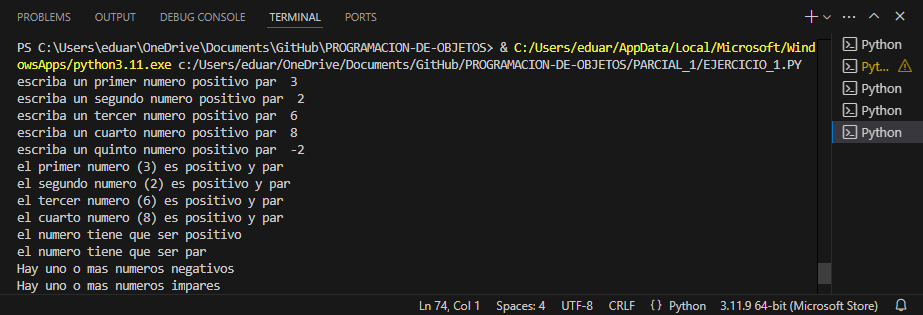 PROBLEMS OUTPUT DEBUG CONSOLE TERMINAL PORTS
PS C:\Users\eduar\OneDrive\Documents\GitHub\PROGRAMACION-DE-OBJETOS> & C:/Users/eduar/AppData/Local/Microsoft/Wind
owsApps/python3.11.exe c:/Users/eduar/OneDrive/Documents/GitHub/PROGRAMACION-DE-OBJETOS/PARCIAL_1/EJERCICIO_1.PY
escriba un primer numero positivo par  3
escriba un segundo numero positivo par  2
escriba un tercer numero positivo par  6
escriba un cuarto numero positivo par  8
escriba un quinto numero positivo par  -2
el primer numero (3) es positivo y par
el segundo numero (2) es positivo y par
el tercer numero (6) es positivo y par
el cuarto numero (8) es positivo y par
el numero tiene que ser positivo
el numero tiene que ser par
Hay uno o mas numeros negativos
Hay uno o mas numeros impares
Python
Pyt...
Python
Python
Python
Ln 74, Col 1 Spaces: 4 UTF-8 CRLF {} Python 3.11.9 64-bit (Microsoft Store)